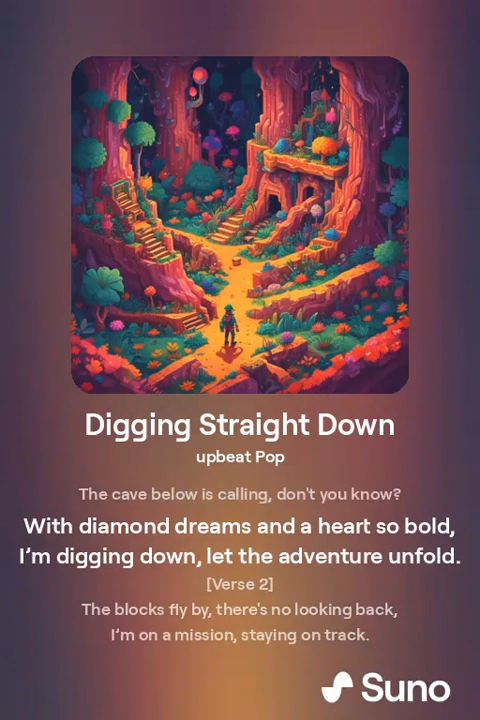 Digging Straight Down
upbeat Pop
The cave below is calling, don't you know?
With diamond dreams and a heart so bold,
I’m digging down, let the adventure unfold.
[Verse 2]
The blocks fly by, there's no looking back,
I’m on a mission, staying on track.
Suno